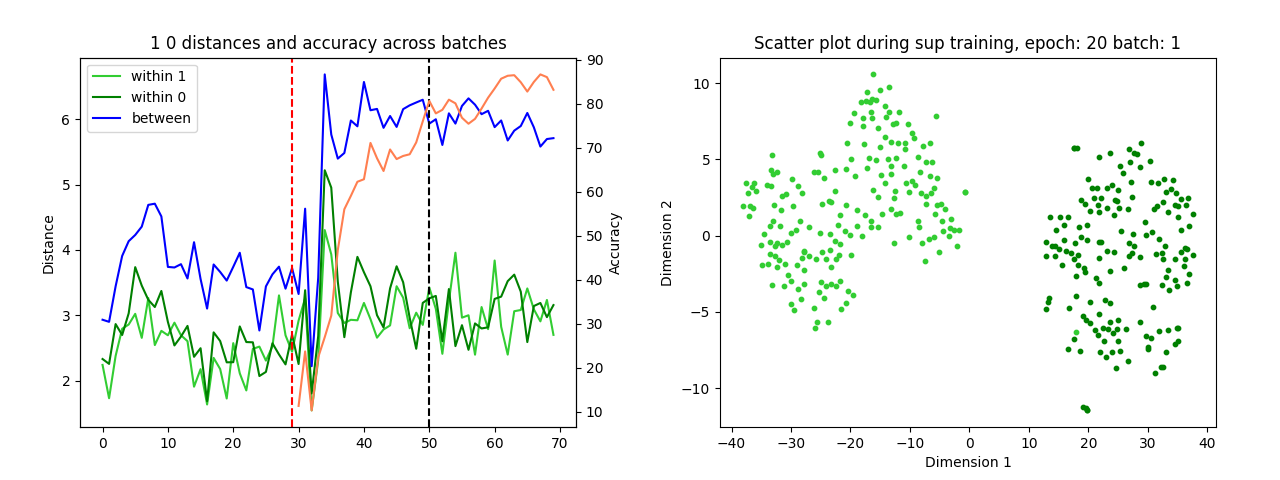 1 0 distances and accuracy across batches
within 1
within 0
between
Distance
6
5
4
3
2
0 10 20 30 40 50 60 70
90
80
70
60
50
40
30
20
10
Accuracy
Scatter plot during sup training, epoch: 20 batch: 1
Dimension 2
10
5
0
−5
−10
−40 −30 −20 −10 0 10 20 30 40
Dimension 1